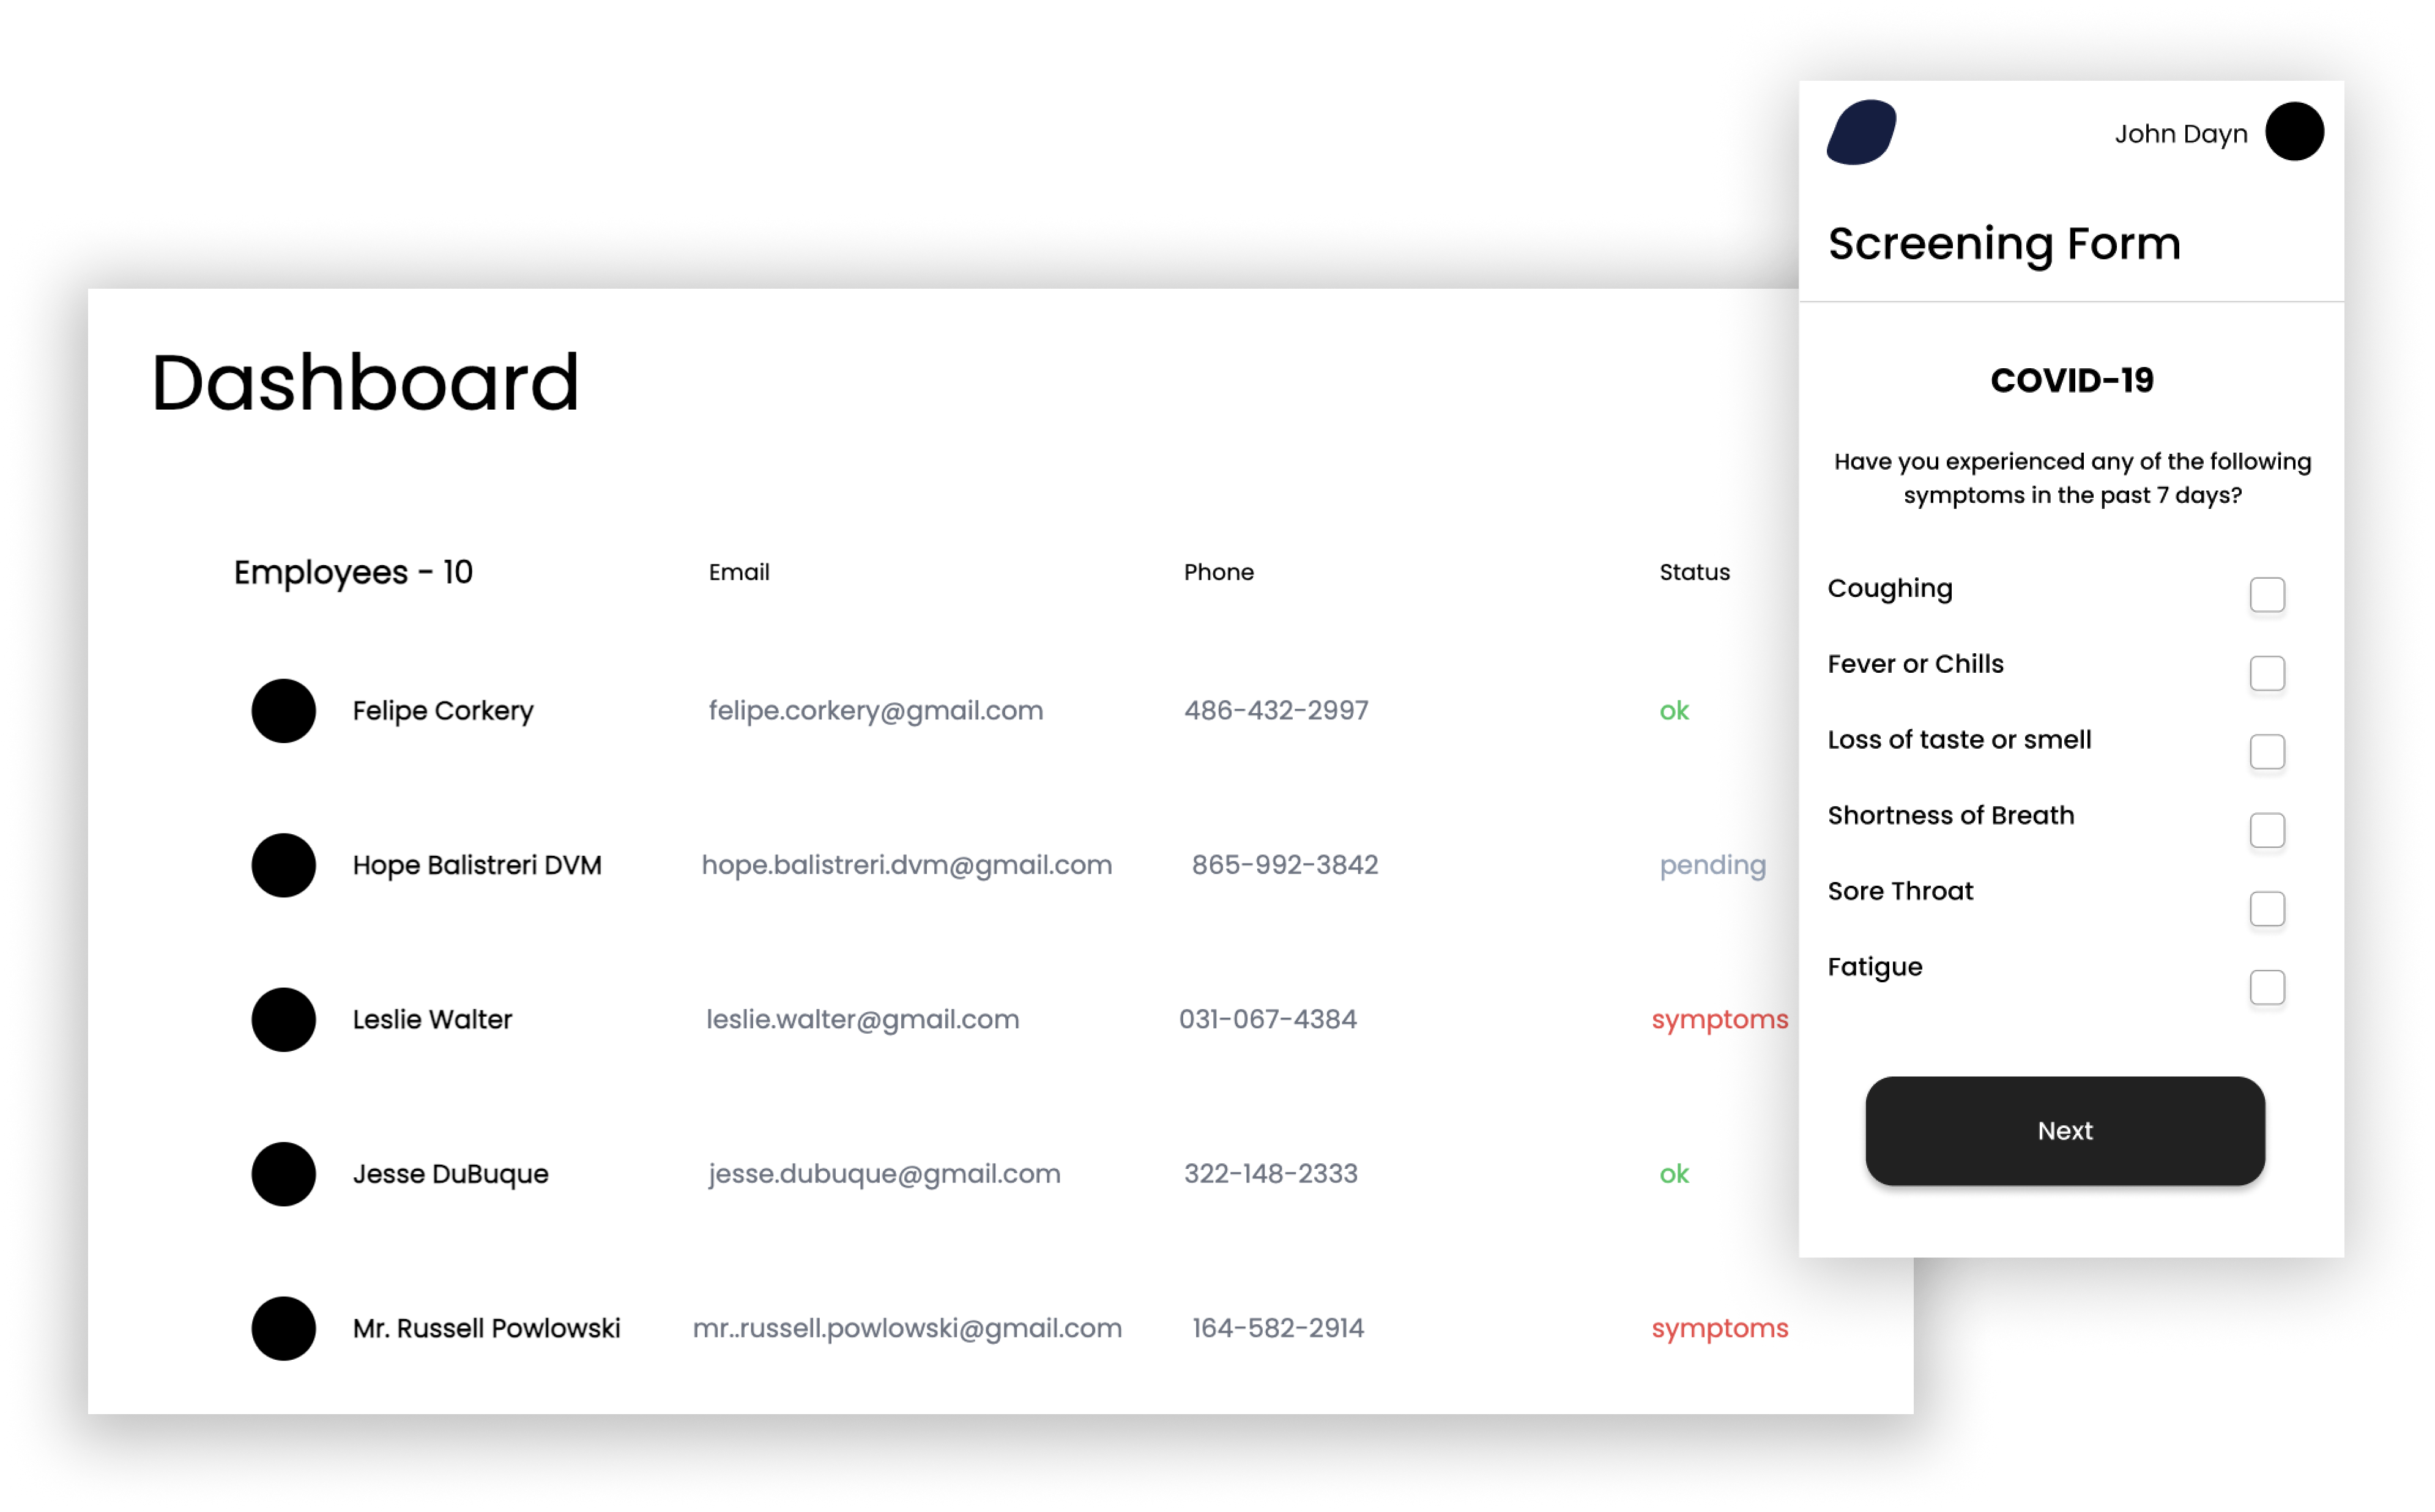 Dashboard
Employees - 10 Email Phone Status
Felipe Corkery felipe.corkery@gmail.com 486-432-2997 ok
Hope Balistreri DVM hope.balistreri.dvm@gmail.com 865-992-3842 pending
Leslie Walter leslie.walter@gmail.com 031-067-4384 symptoms
Jesse DuBuque jesse.dubuque@gmail.com 322-148-2333 ok
Mr. Russell Powlowski mr..russell.powlowski@gmail.com 164-582-2914 symptoms
John Dayn
Screening Form
COVID-19
Have you experienced any of the following
symptoms in the past 7 days?
Coughing
Fever or Chills
Loss of taste or smell
Shortness of Breath
Sore Throat
Fatigue
Next